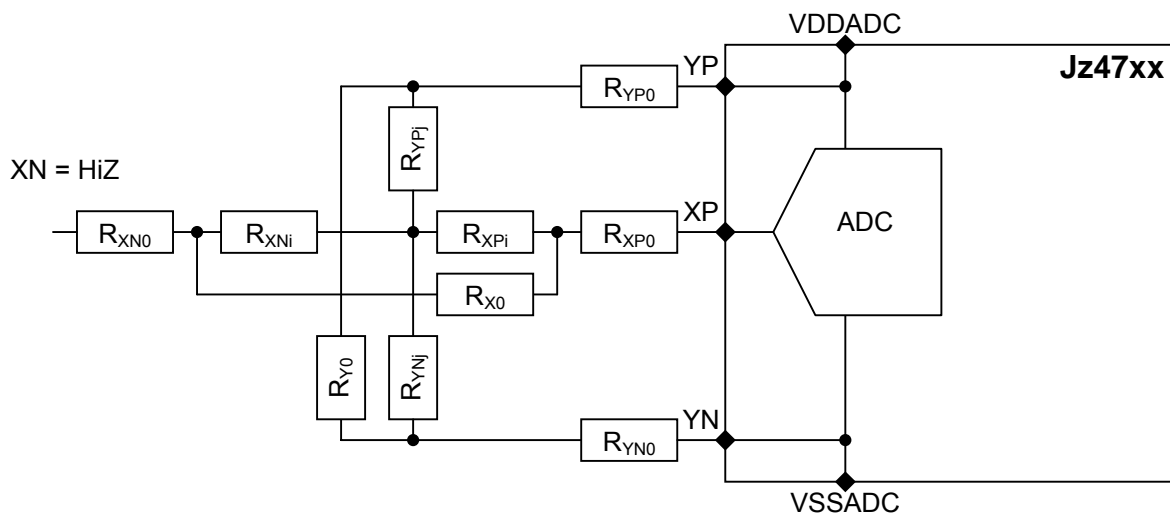 VDDADC
YP
Jz47xx
R_YP0
R_YPj
XN = HiZ
XP
ADC
R_XN0
R_XNi
R_XPi
R_XP0
R_X0
R_Y0
R_YNj
YN
R_YN0
VSSADC